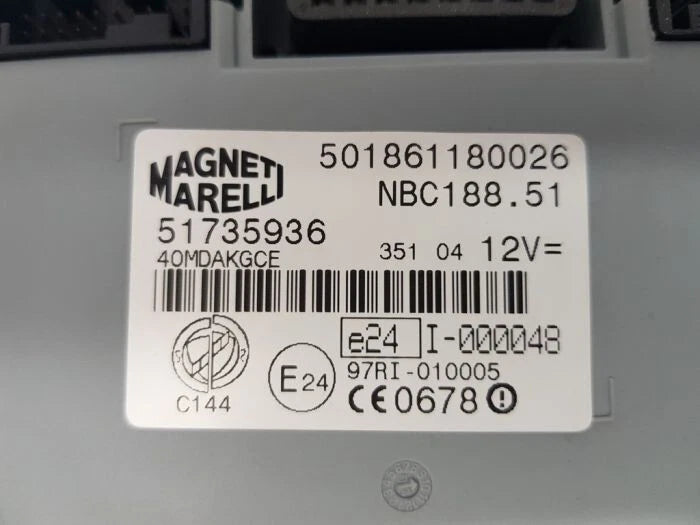 MAGNETI
MARELLI
501861180026
NBC188.51
51735936
40MDAKGCE
351 04 12V=
e24 I-000048
97RI-010005
E24
C144
CE0678